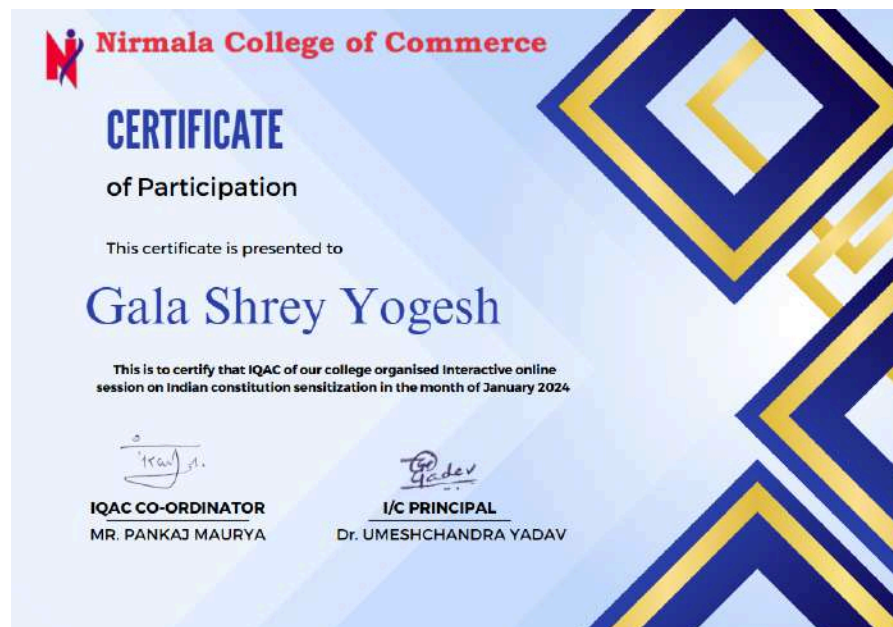 Nirmala College of Commerce
CERTIFICATE
of Participation
This certificate is presented to
Gala Shrey Yogesh
This is to certify that IQAC of our college organised Interactive online
session on Indian constitution sensitization in the month of January 2024
Yadav
IQAC CO-ORDINATOR
I/C PRINCIPAL
MR. PANKAJ MAURYA
Dr. UMESHCHANDRA YADAV